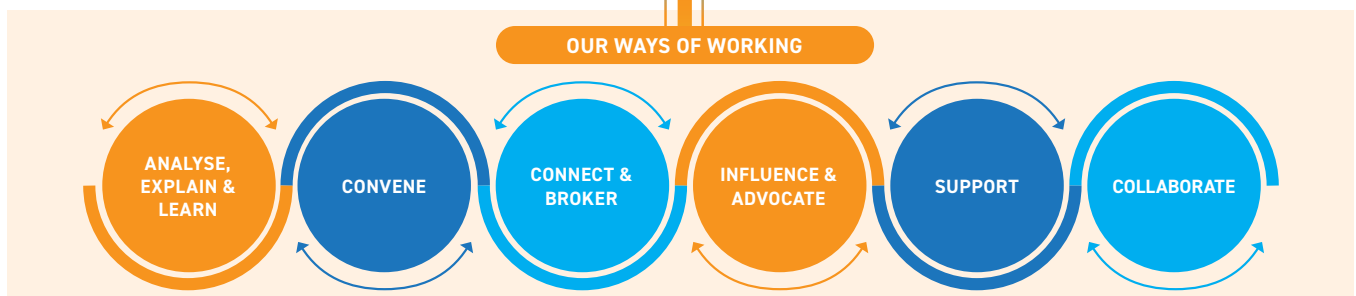 OUR WAYS OF WORKING
ANALYSE,
EXPLAIN &
LEARN
CONVENE
CONNECT &
BROKER
INFLUENCE &
ADVOCATE
SUPPORT
COLLABORATE